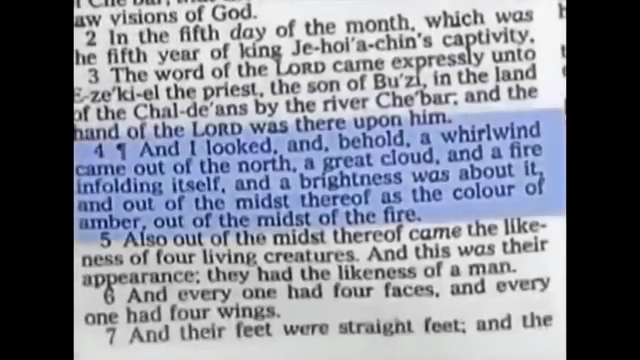 aw visions of God.
2 In the fifth day of the month, which was
he fifth year of king Je-hoi'a-chin's captivity,
3 The word of the LORD came expressly unto
E-ze'ki-el the priest, the son of Bu'zi, in the land
of the Chal-de'ans by the river Che'bar; and the
hand of the LORD was there upon him.
4 ¶ And I looked, and, behold, a whirlwind
came out of the north, a great cloud, and a fire
infolding itself, and a brightness was about it,
and out of the midst thereof as the colour of
amber, out of the midst of the fire.
5 Also out of the midst thereof came the like-
ness of four living creatures. And this was their
appearance; they had the likeness of a man.
6 And every one had four faces, and every
one had four wings.
7 And their feet were straight feet; and the